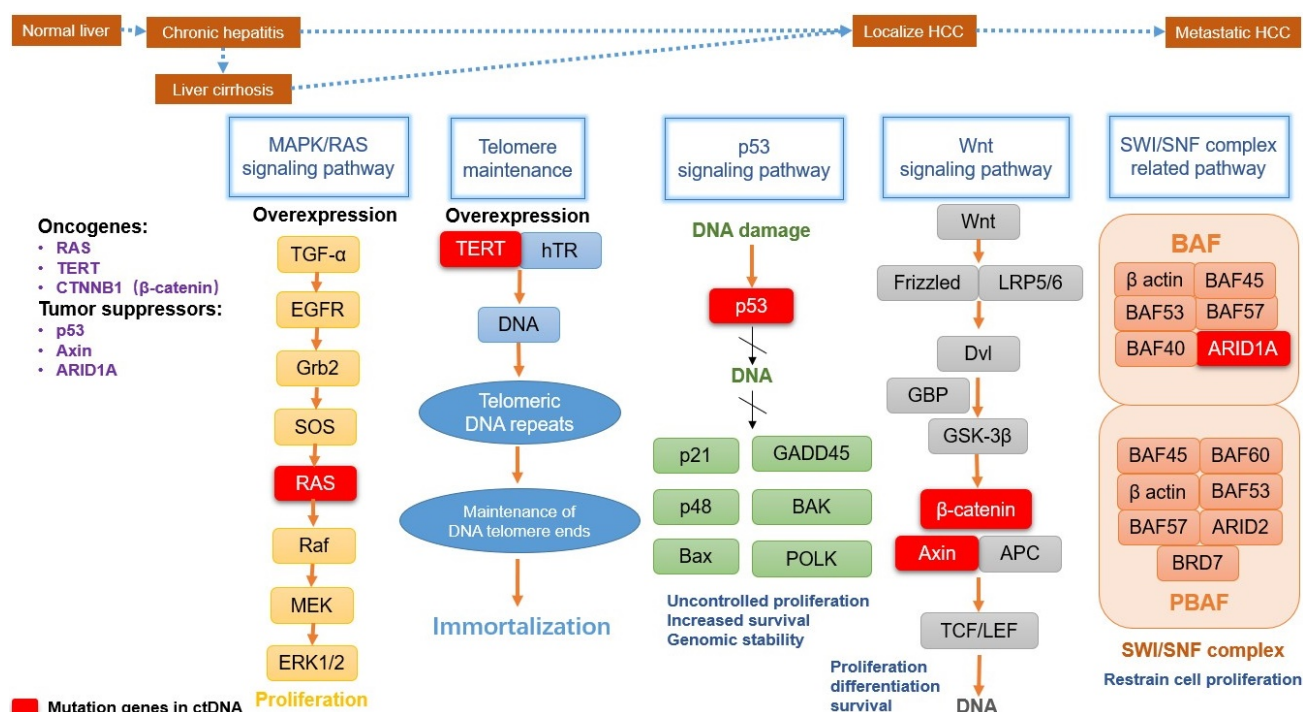 Normal liver
Chronic hepatitis
Localize HCC
Metastatic HCC
Liver cirrhosis
MAPK/RAS
signaling pathway
Telomere
maintenance
p53
signaling pathway
Wnt
signaling pathway
SWI/SNF complex
related pathway
Oncogenes:
• RAS
• TERT
• CTNNB1（β-catenin）
Tumor suppressors:
• p53
• Axin
• ARID1A
Overexpression
TGF-α
EGFR
Grb2
SOS
RAS
Raf
MEK
ERK1/2
Proliferation
Overexpression
TERT
hTR
DNA
Telomeric
DNA repeats
Maintenance of
DNA telomere ends
Immortalization
DNA damage
p53
DNA
p21
GADD45
p48
BAK
Bax
POLK
Uncontrolled proliferation
Increased survival
Genomic stability
Wnt
Frizzled
LRP5/6
Dvl
GBP
GSK-3β
β-catenin
Axin
APC
TCF/LEF
Proliferation
differentiation
survival
DNA
BAF
β actin
BAF45
BAF53
BAF57
BAF40
ARID1A
BAF45
BAF60
β actin
BAF53
BAF57
ARID2
BRD7
PBAF
SWI/SNF complex
Restrain cell proliferation
Mutation genes in ctDNA